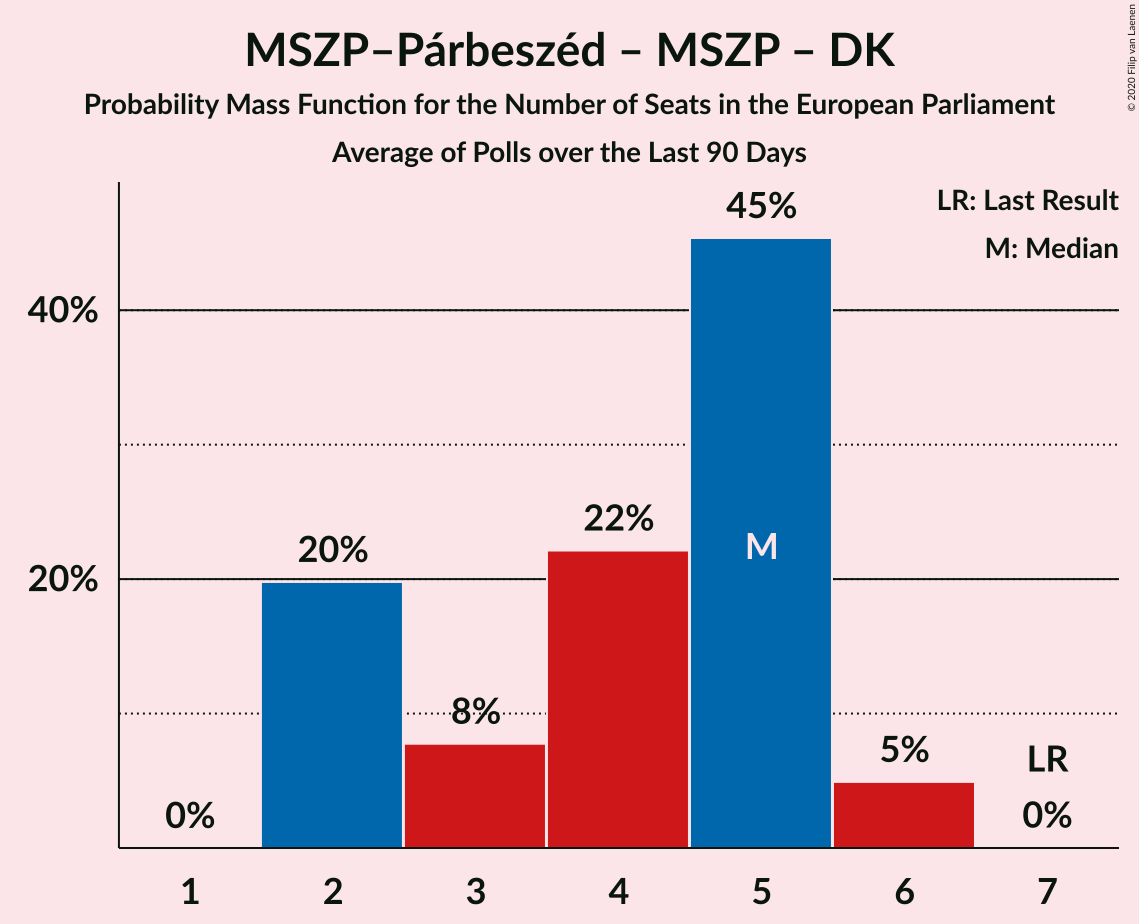 MSZP–Párbeszéd – MSZP – DK
Probability Mass Function for the Number of Seats in the European Parliament
Average of Polls over the Last 90 Days
© 2020 Filip van Laenen
LR: Last Result
M: Median
45%
40%
22%
M
20%
20%
8%
5%
LR
0%
0%
1 2 3 4 5 6 7